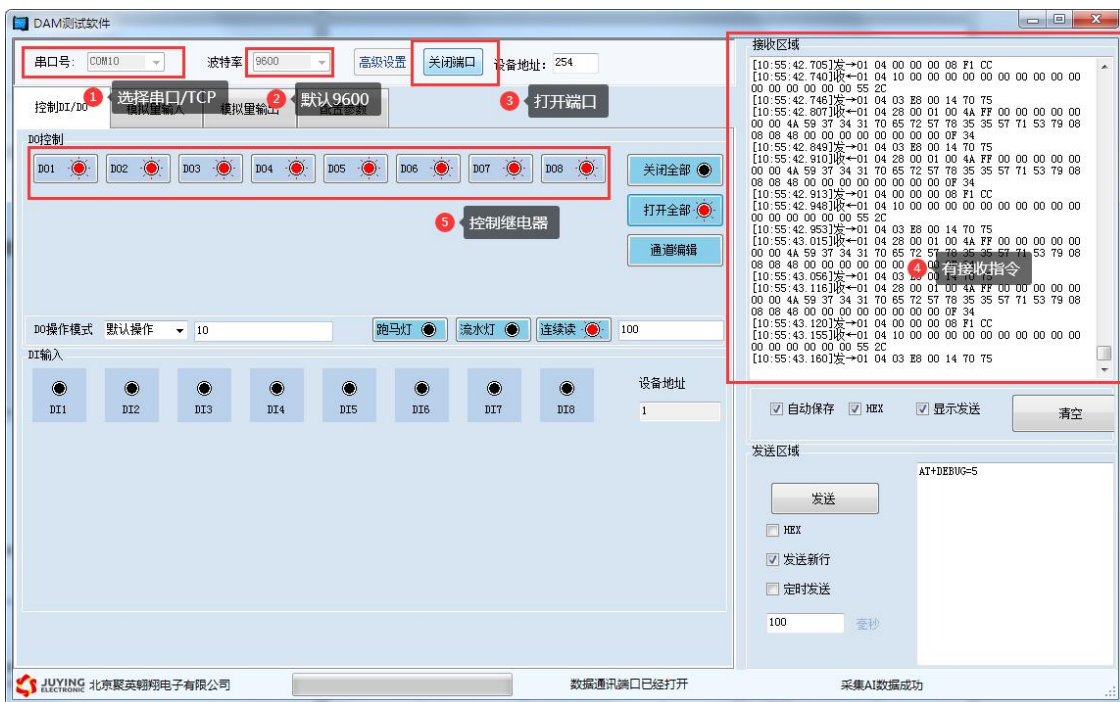 DAM测试软件
串口号: COM10
波特率 9600
高级设置
关闭端口
设备地址: 254
1 选择串口/TCP
2 默认9600
3 打开端口
控制DI/DO
模拟量输入
模拟量输出
配置参数
DO控制
DO1 DO2 DO3 DO4 DO5 DO6 DO7 DO8
关闭全部
打开全部
通道编辑
5 控制继电器
DO操作模式 默认操作 10 跑马灯 流水灯 连续读 100
DI输入
DI1 DI2 DI3 DI4 DI5 DI6 DI7 DI8
设备地址
1
接收区域
[10:55:42.705]发→01 04 00 00 00 08 F1 CC
[10:55:42.740]收←01 04 10 00 00 00 00 00 00 00 00 00
00 00 00 00 00 00 55 2C
[10:55:42.746]发→01 04 03 E8 00 14 70 75
[10:55:42.807]收←01 04 28 00 01 00 4A FF 00 00 00 00
00 00 4A 59 37 34 31 70 65 72 57 78 35 35 57 71 53 79 08
08 08 48 00 00 00 00 00 00 00 0F 34
[10:55:42.849]发→01 04 03 E8 00 14 70 75
[10:55:42.910]收←01 04 28 00 01 00 4A FF 00 00 00 00 00
00 00 4A 59 37 34 31 70 65 72 57 78 35 35 57 71 53 79 08
08 08 48 00 00 00 00 00 00 00 0F 34
[10:55:42.913]发→01 04 00 00 00 08 F1 CC
[10:55:42.948]收←01 04 10 00 00 00 00 00 00 00 00 00
00 00 00 00 00 00 55 2C
[10:55:42.953]发→01 04 03 E8 00 14 70 75
[10:55:43.015]收←01 04 28 00 01 00 4A FF 00 00 00 00 00
00 00 4A 59 37 34 31 70 65 72 57 78 35 35 57 71 53 79 08
08 08 48 00 00 00 00 00
[10:55:43.056]发→01 04 03
4 有接收指令
[10:55:43.116]收←01 04 28 00 01 00 4A FF 00 00 00 00 00
00 00 4A 59 37 34 31 70 65 72 57 78 35 35 57 71 53 79 08
08 08 48 00 00 00 00 00 00 00 0F 34
[10:55:43.120]发→01 04 00 00 00 08 F1 CC
[10:55:43.155]收←01 04 10 00 00 00 00 00 00 00 00 00
00 00 00 00 00 00 55 2C
[10:55:43.160]发→01 04 03 E8 00 14 70 75
自动保存 HEX 显示发送 清空
发送区域
AT+DEBUG=5
发送
HEX
发送新行
定时发送
100 毫秒
JUYING
ELECTRONIC
北京聚英翱翔电子有限公司
数据通讯端口已经打开
采集AI数据成功